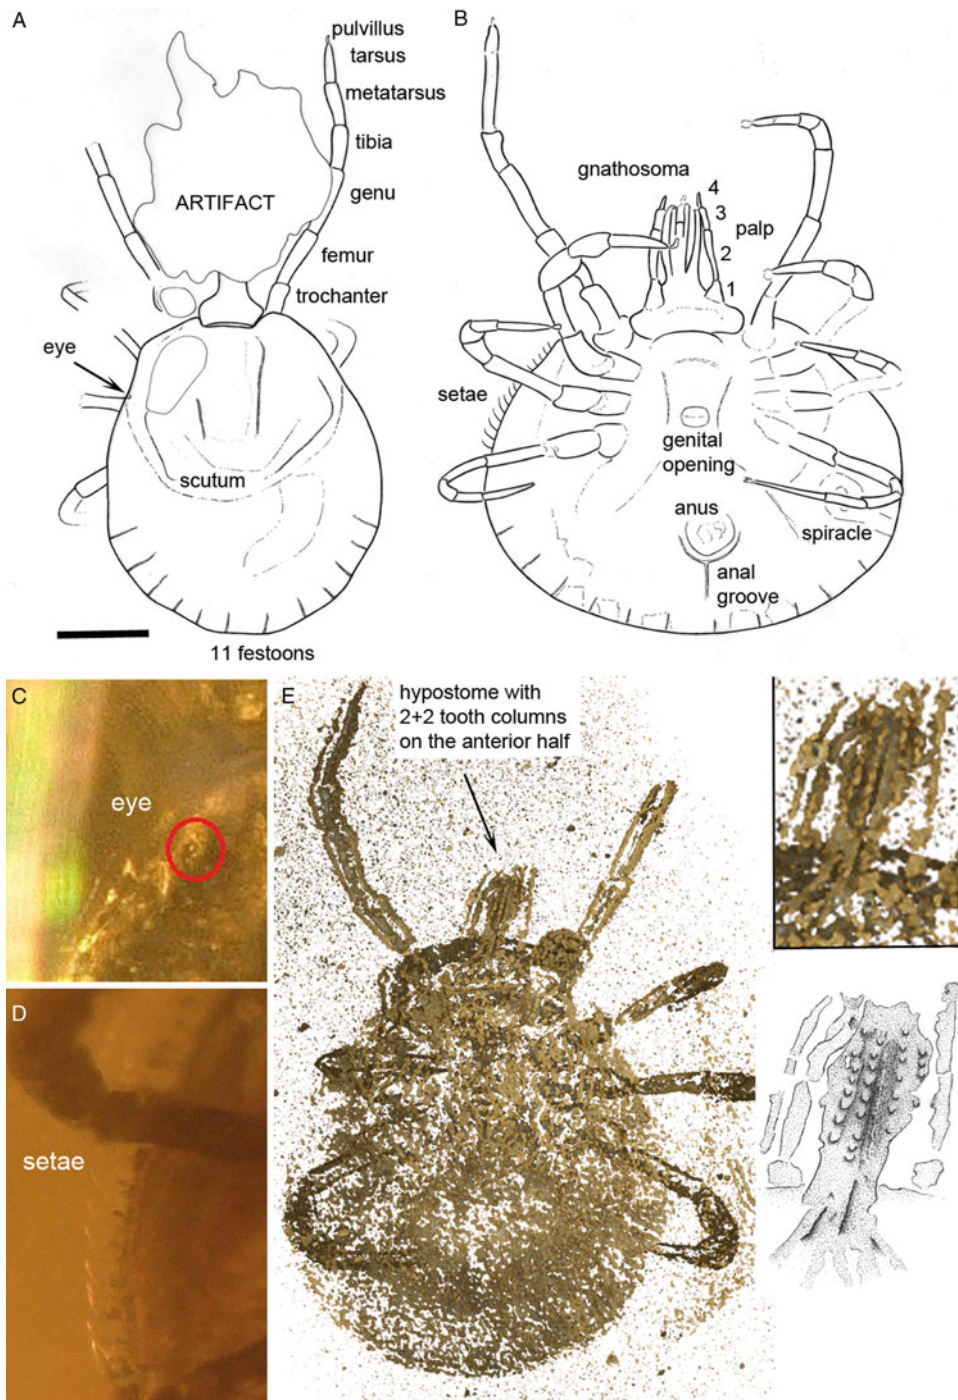 A
pulvillus
tarsus
metatarsus
tibia
ARTIFACT
genu
femur
trochanter
eye
scutum
11 festoons
B
gnathosoma
4
3
palp
2
1
setae
genital
opening
anus
spiracle
anal
groove
C
eye
D
setae
E
hypostome with
2+2 tooth columns
on the anterior half